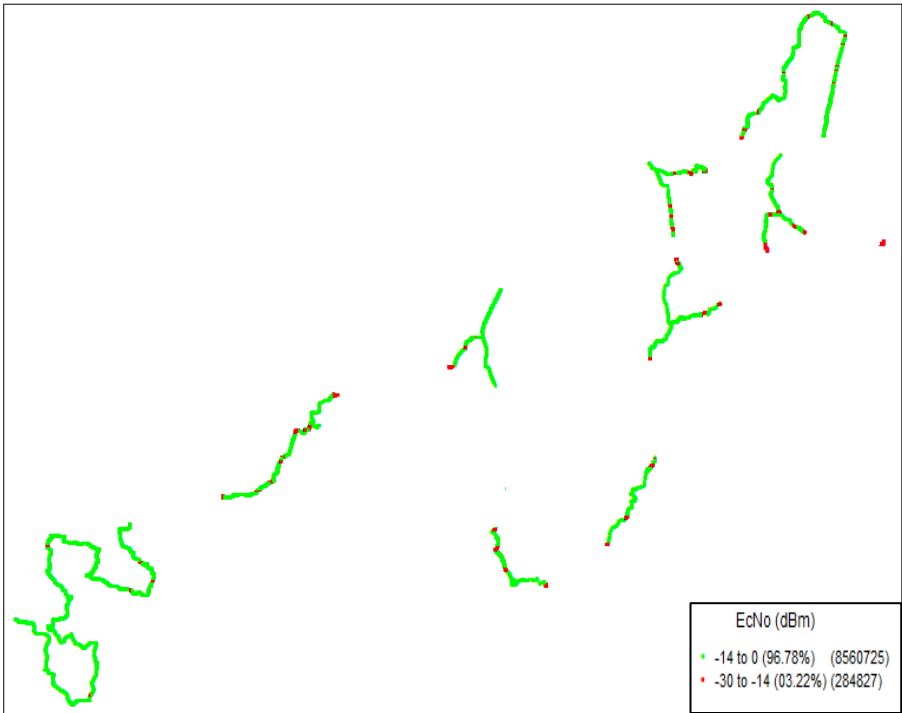 EcNo (dBm)
-14 to 0 (96.78%) (8560725)
-30 to -14 (03.22%) (284827)